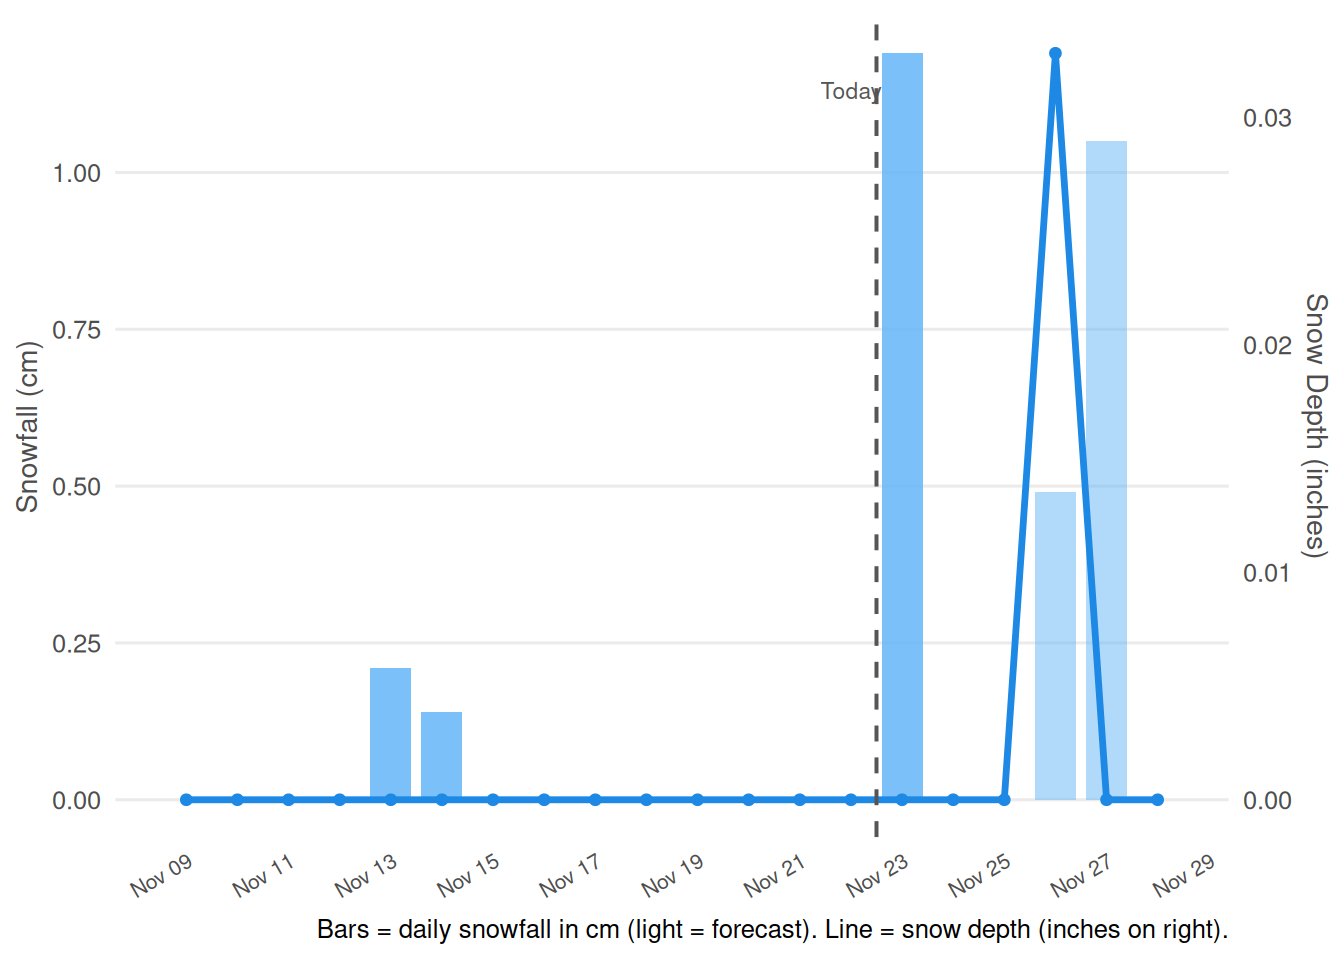 Today
Snowfall (cm)
1.00
0.75
0.50
0.25
0.00
0.03
0.02
0.01
0.00
Snow Depth (inches)
Nov 09
Nov 11
Nov 13
Nov 15
Nov 17
Nov 19
Nov 21
Nov 23
Nov 25
Nov 27
Nov 29
Bars = daily snowfall in cm (light = forecast). Line = snow depth (inches on right).